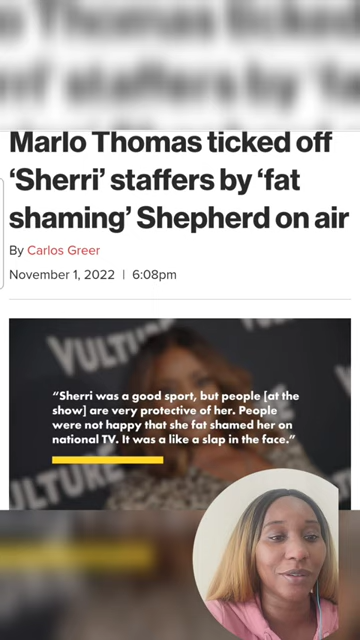 Marlo Thomas ticked off
‘Sherri’ staffers by ‘fat
shaming’ Shepherd on air
By Carlos Greer
November 1, 2022 | 6:08pm
VULTURE
“Sherri was a good sport, but people [at the
show] are very protective of her. People
were not happy that she fat shamed her on
national TV. It was a like a slap in the face.”